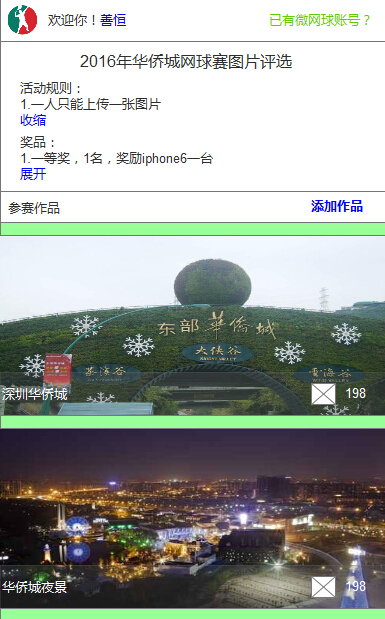 欢迎你！善恒
已有微网球账号？
2016年华侨城网球赛图片评选
活动规则：
1.一人只能上传一张图片
收缩
奖品：
1.一等奖，1名，奖励iphone6一台
展开
参赛作品
添加作品
东部华侨城
大侠谷
茶溪谷
云海谷
深圳华侨城
198
华侨城夜景
198